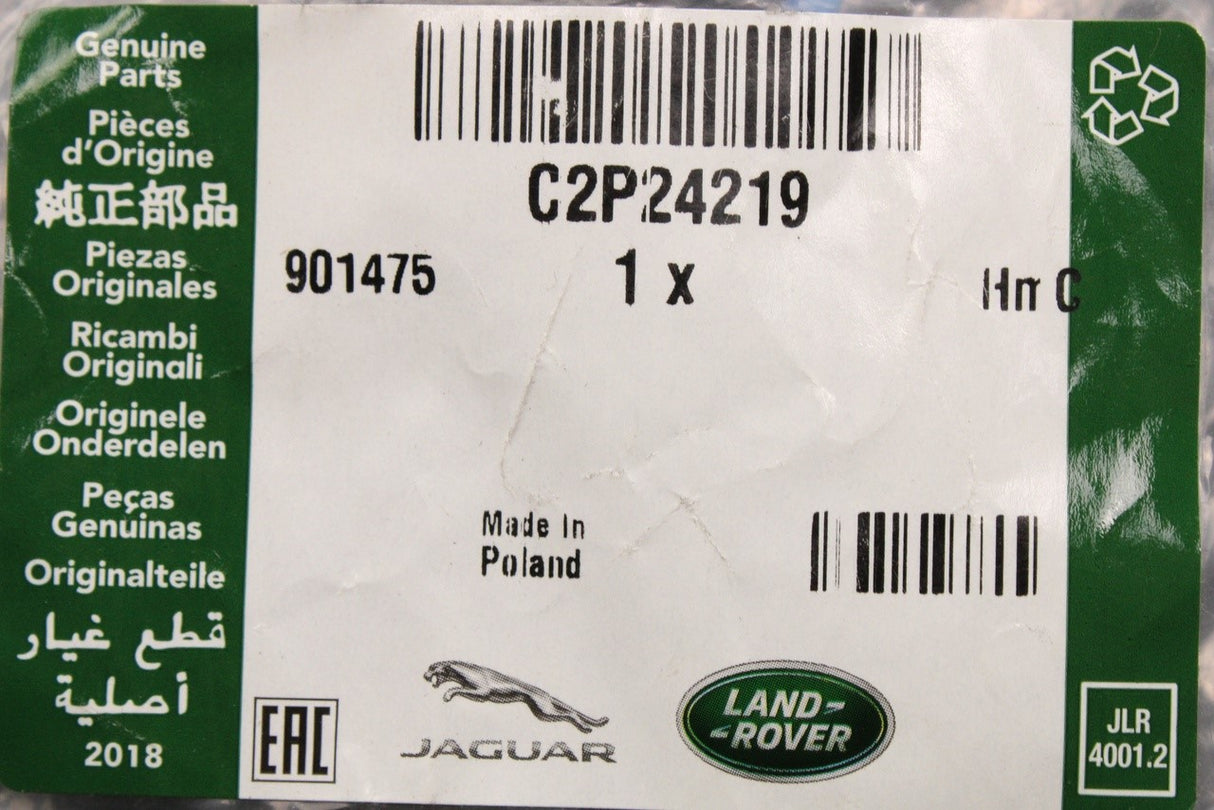 Genuine
Parts
Pièces
d'Origine
純正部品
Piezas
Originales
Ricambi
Originali
Originele
Onderdelen
Peças
Genuinas
Originalteile
قطع غيار
أصلية
2018
C2P24219
901475
1 x
Made In
Poland
EAC
JAGUAR
LAND-
-ROVER
JLR
4001.2